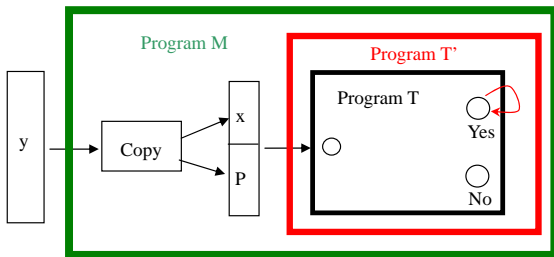 Program M
Program T’
Program T
x
Yes
y
Copy
P
No